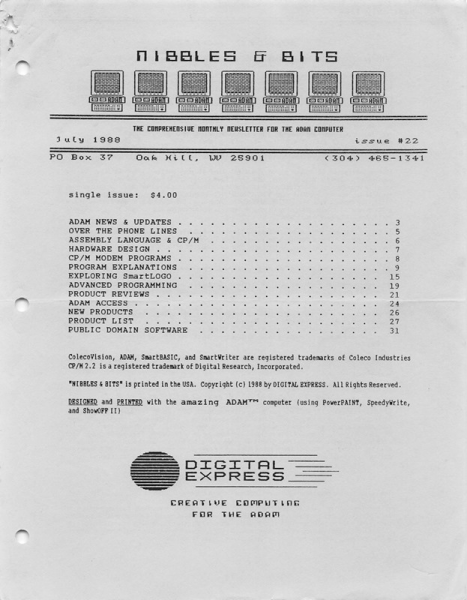 NIBBLES & BITS
THE COMPREHENSIVE MONTHLY NEWSLETTER FOR THE ADAM COMPUTER
July 1988 issue #22
PO Box 37 Oak Hill, WV 25901 (304) 465-1341
single issue: $4.00
ADAM NEWS & UPDATES . . . . . . . . . . . . . . . . . . 3
OVER THE PHONE LINES . . . . . . . . . . . . . . . . . . 5
ASSEMBLY LANGUAGE & CP/M . . . . . . . . . . . . . . . . 6
HARDWARE DESIGN . . . . . . . . . . . . . . . . . . . . 7
CP/M MODEM PROGRAMS . . . . . . . . . . . . . . . . . . 8
PROGRAM EXPLANATIONS . . . . . . . . . . . . . . . . . . 9
EXPLORING SmartLOGO . . . . . . . . . . . . . . . . . . 15
ADVANCED PROGRAMMING . . . . . . . . . . . . . . . . . . 19
PRODUCT REVIEWS . . . . . . . . . . . . . . . . . . . . 21
ADAM ACCESS . . . . . . . . . . . . . . . . . . . . . . 24
NEW PRODUCTS . . . . . . . . . . . . . . . . . . . . . . 26
PRODUCT LIST . . . . . . . . . . . . . . . . . . . . . . 27
PUBLIC DOMAIN SOFTWARE . . . . . . . . . . . . . . . . . 31
ColecoVision, ADAM, SmartBASIC, and SmartWriter are registered trademarks of Coleco Industries
CP/M 2.2 is a registered trademark of Digital Research, Incorporated.
"NIBBLES & BITS" is printed in the USA. Copyright (c) 1988 by DIGITAL EXPRESS. All Rights Reserved.
DESIGNED and PRINTED with the amazing ADAM™ computer (using PowerPAINT, SpeedyWrite,
and ShowOFF II)
DIGITAL
EXPRESS
CREATIVE COMPUTING
FOR THE ADAM